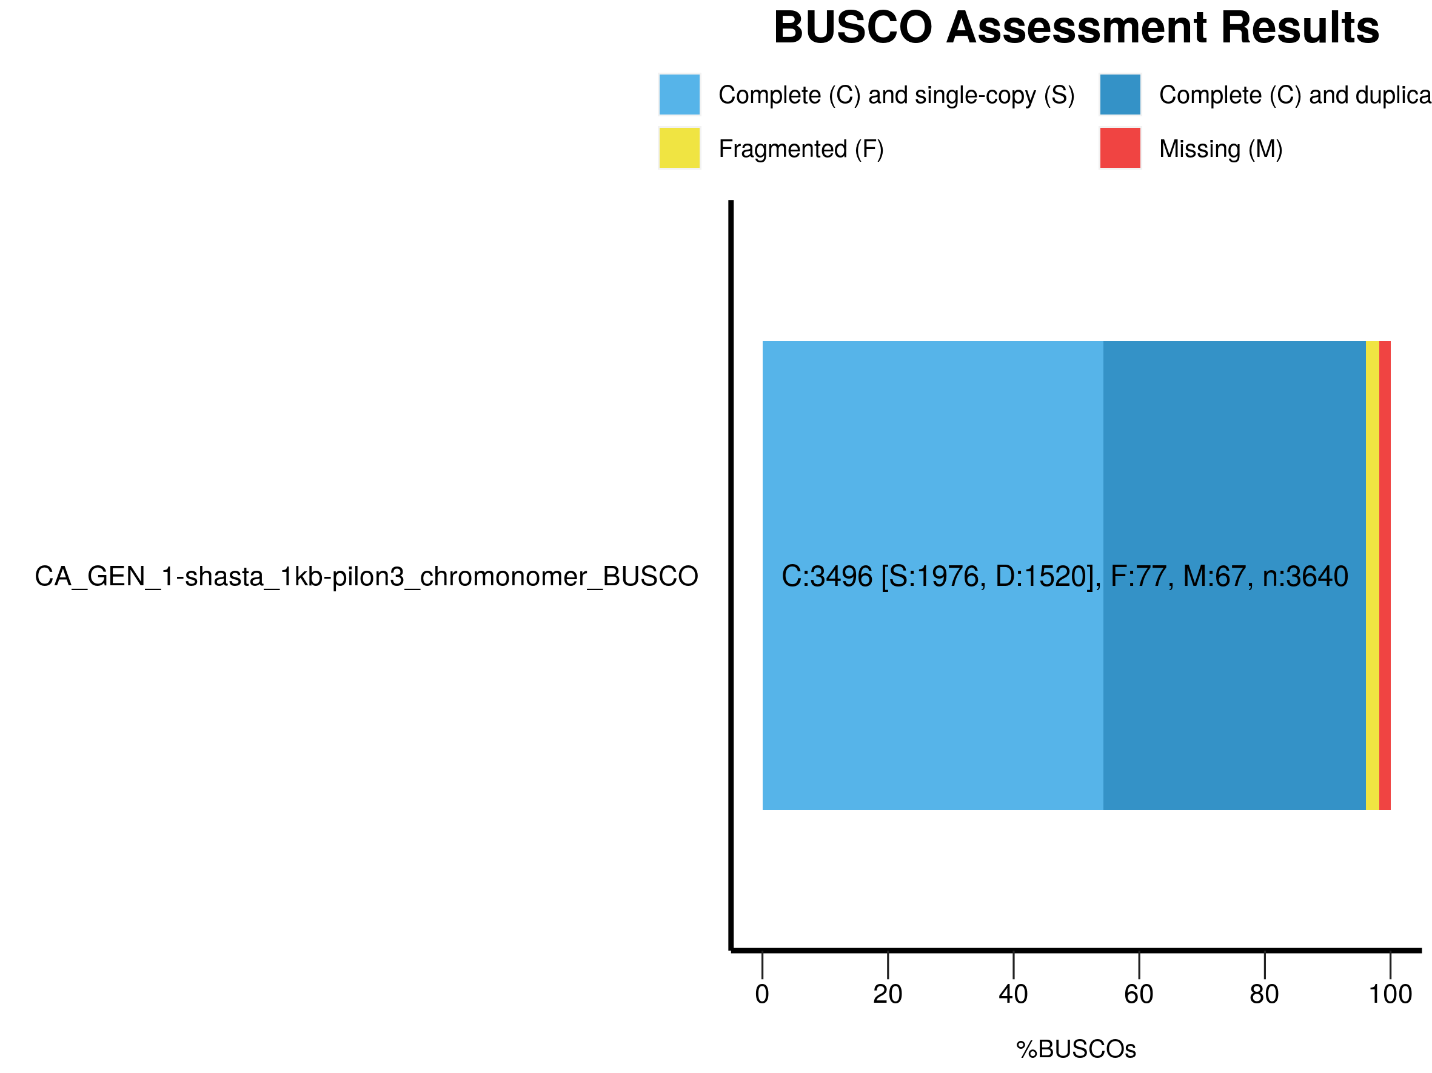 BUSCO Assessment Results
Complete (C) and single-copy (S) Complete (C) and duplica
Fragmented (F) Missing (M)
CA_GEN_1-shasta_1kb-pilon3_chromonomer_BUSCO C:3496 [S:1976, D:1520], F:77, M:67, n:3640
0 20 40 60 80 100
%BUSCOs